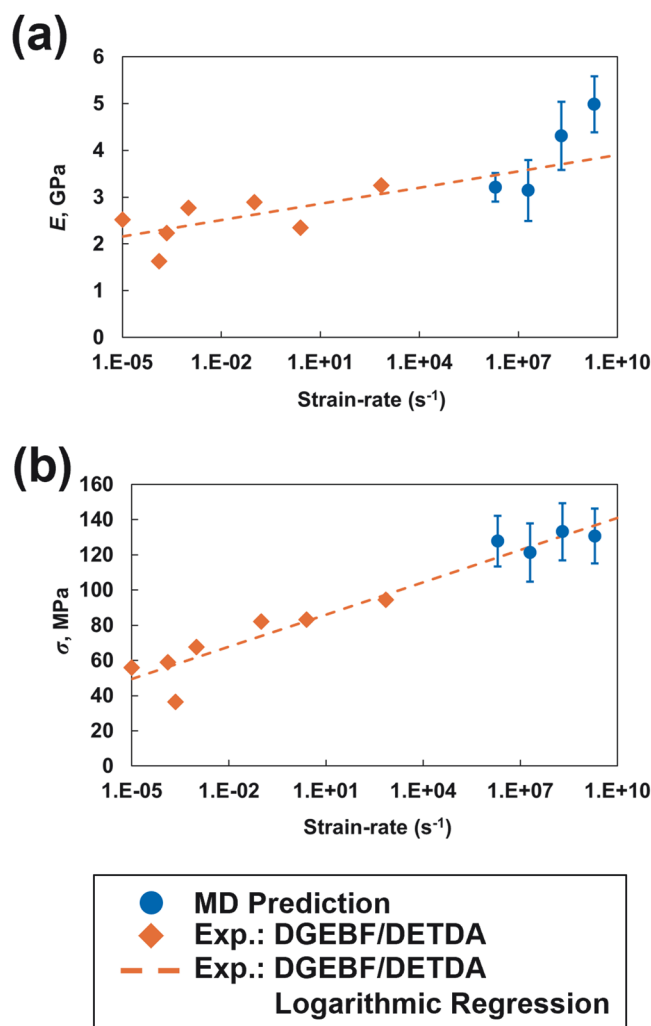 (a)
6
5
4
3
2
1
0
E, GPa
1.E-05 1.E-02 1.E+01 1.E+04 1.E+07 1.E+10
Strain-rate (s⁻¹)
(b)
160
140
120
100
80
60
40
20
0
σ, MPa
1.E-05 1.E-02 1.E+01 1.E+04 1.E+07 1.E+10
Strain-rate (s⁻¹)
MD Prediction
Exp.: DGEBF/DETDA
Exp.: DGEBF/DETDA
Logarithmic Regression